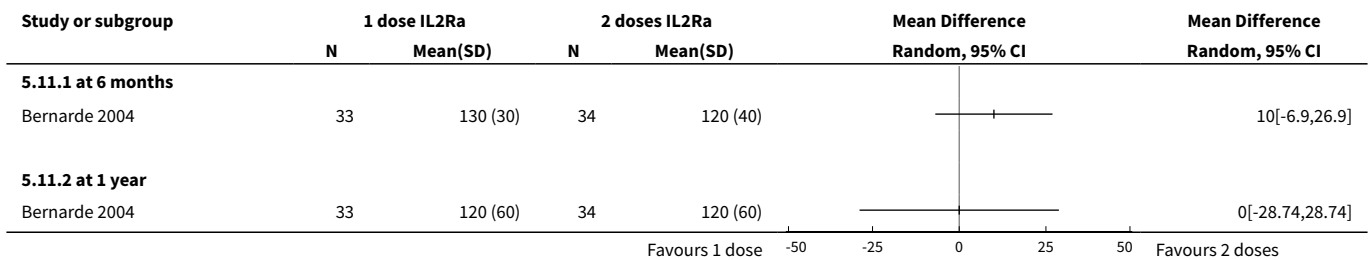 Study or subgroup 1 dose IL2Ra 2 doses IL2Ra Mean Difference Mean Difference
N Mean(SD) N Mean(SD) Random, 95% CI Random, 95% CI
5.11.1 at 6 months
Bernarde 2004 33 130 (30) 34 120 (40) 10[-6.9,26.9]
5.11.2 at 1 year
Bernarde 2004 33 120 (60) 34 120 (60) 0[-28.74,28.74]
Favours 1 dose -50 -25 0 25 50 Favours 2 doses